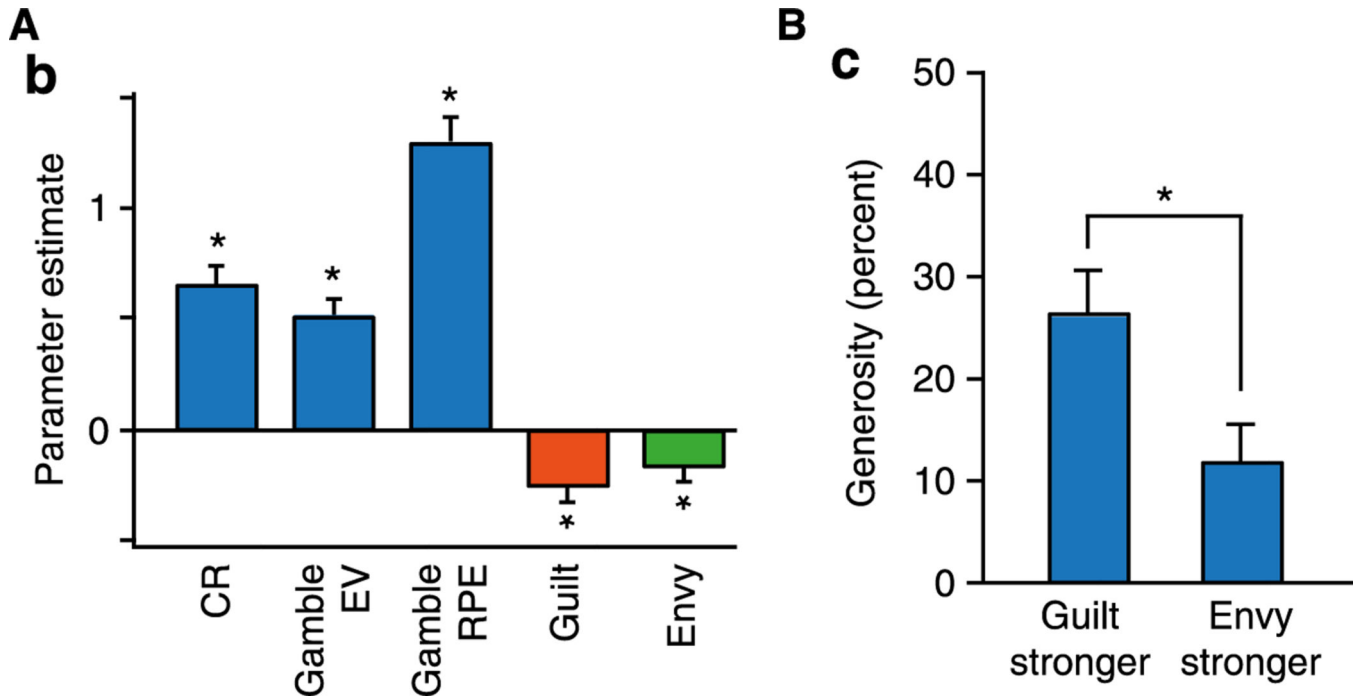 A
b
Parameter estimate
1
0
*
*
*
*
*
CR
Gamble
EV
Gamble
RPE
Guilt
Envy
B
c
Generosity (percent)
50
40
30
20
10
0
*
Guilt
stronger
Envy
stronger